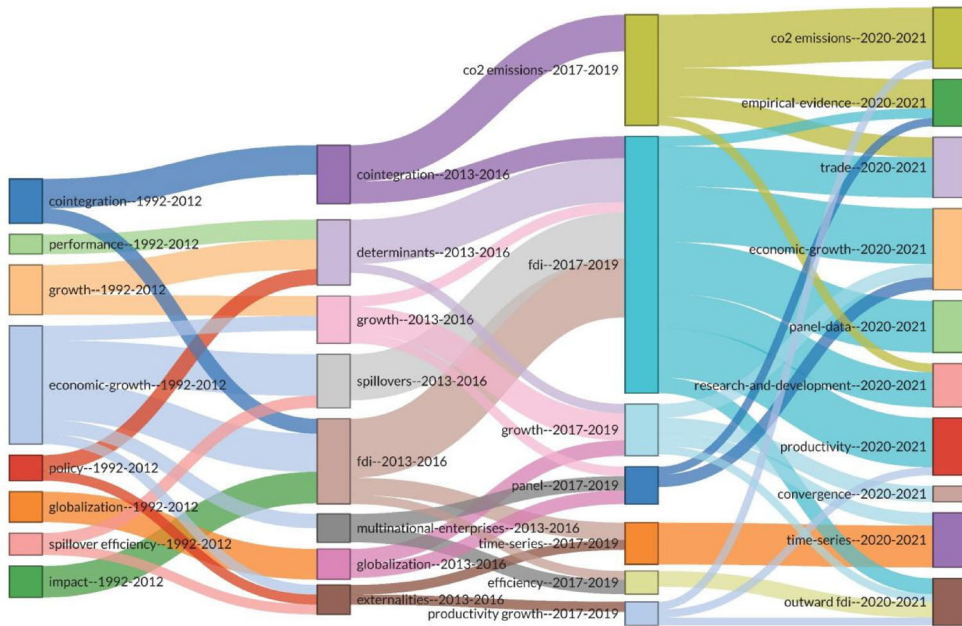 cointegration--1992-2012
performance--1992-2012
growth--1992-2012
economic-growth--1992-2012
policy--1992-2012
globalization--1992-2012
spillover efficiency--1992-2012
impact--1992-2012
cointegration--2013-2016
determinants--2013-2016
growth--2013-2016
spillovers--2013-2016
fdi--2013-2016
multinational-enterprises--2013-2016
globalization--2013-2016
externalities--2013-2016
co2 emissions--2017-2019
fdi--2017-2019
growth--2017-2019
panel--2017-2019
time-series--2017-2019
efficiency--2017-2019
productivity growth--2017-2019
co2 emissions--2020-2021
empirical-evidence--2020-2021
trade--2020-2021
economic-growth--2020-2021
panel-data--2020-2021
research-and-development--2020-2021
productivity--2020-2021
convergence--2020-2021
time-series--2020-2021
outward fdi--2020-2021